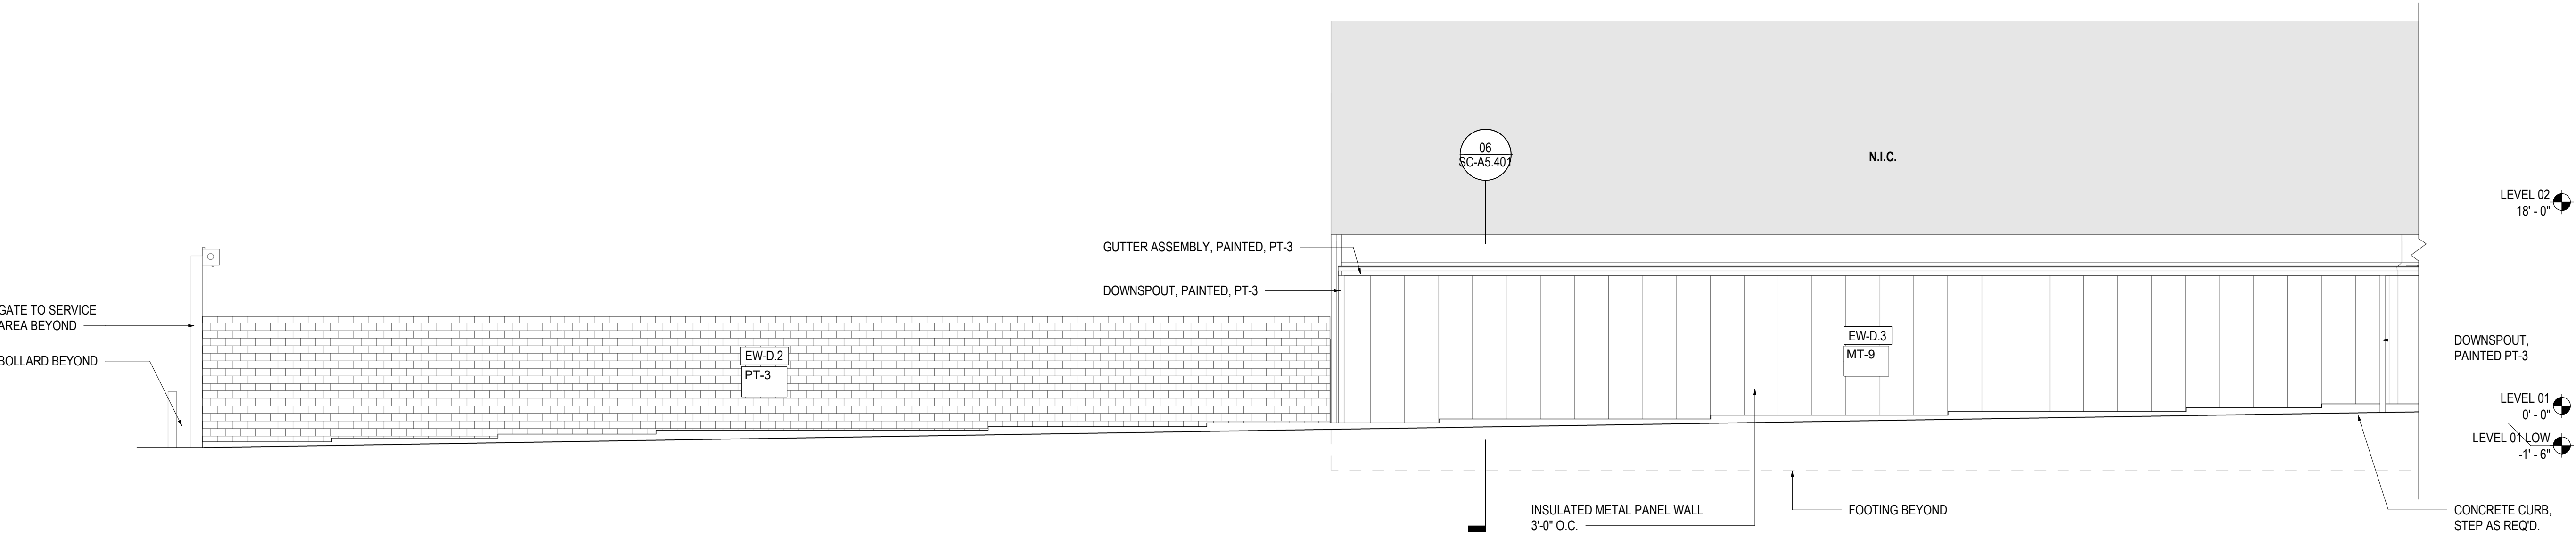 06
SC-A5.401
N.I.C.
LEVEL 02
18' - 0"
GUTTER ASSEMBLY, PAINTED, PT-3
DOWNSPOUT, PAINTED, PT-3
GATE TO SERVICE
AREA BEYOND
BOLLARD BEYOND
EW-D.2
PT-3
EW-D.3
MT-9
DOWNSPOUT,
PAINTED PT-3
LEVEL 01
0' - 0"
LEVEL 01 LOW
-1' - 6"
INSULATED METAL PANEL WALL
3'-0" O.C.
FOOTING BEYOND
CONCRETE CURB,
STEP AS REQ'D.